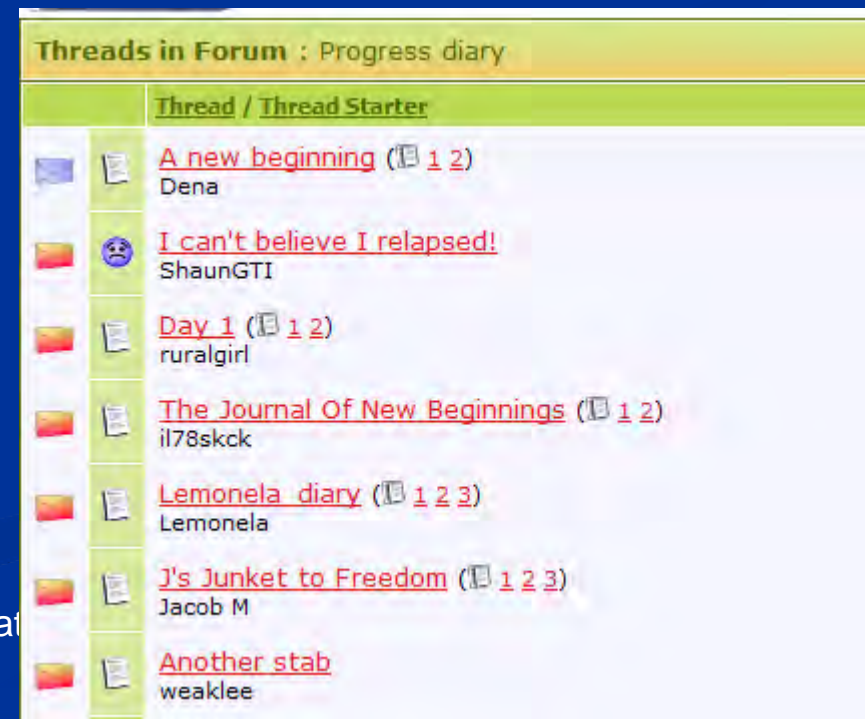 Threads in Forum : Progress diary
Thread / Thread Starter
A new beginning ( 1 2)
Dena
I can't believe I relapsed!
ShaunGTI
Day 1 ( 1 2)
ruralgirl
The Journal Of New Beginnings ( 1 2)
il78skck
Lemonela diary ( 1 2 3)
Lemonela
J's Junket to Freedom ( 1 2 3)
Jacob M
at
Another stab
weaklee